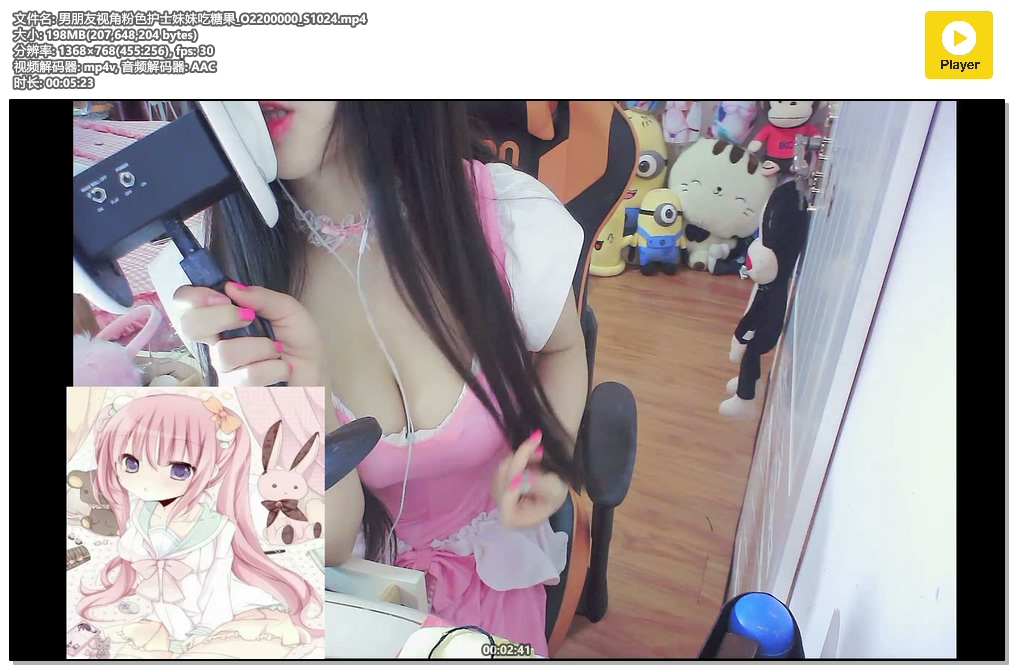 文件名: 男朋友视角粉色护士妹妹吃糖果_O2200000_S1024.mp4
大小: 198MB(207,648,204 bytes)
分辨率: 1368×768(455:256), fps: 30
视频解码器: mp4v, 音频解码器: AAC
时长: 00:05:23
Player
00:02:41